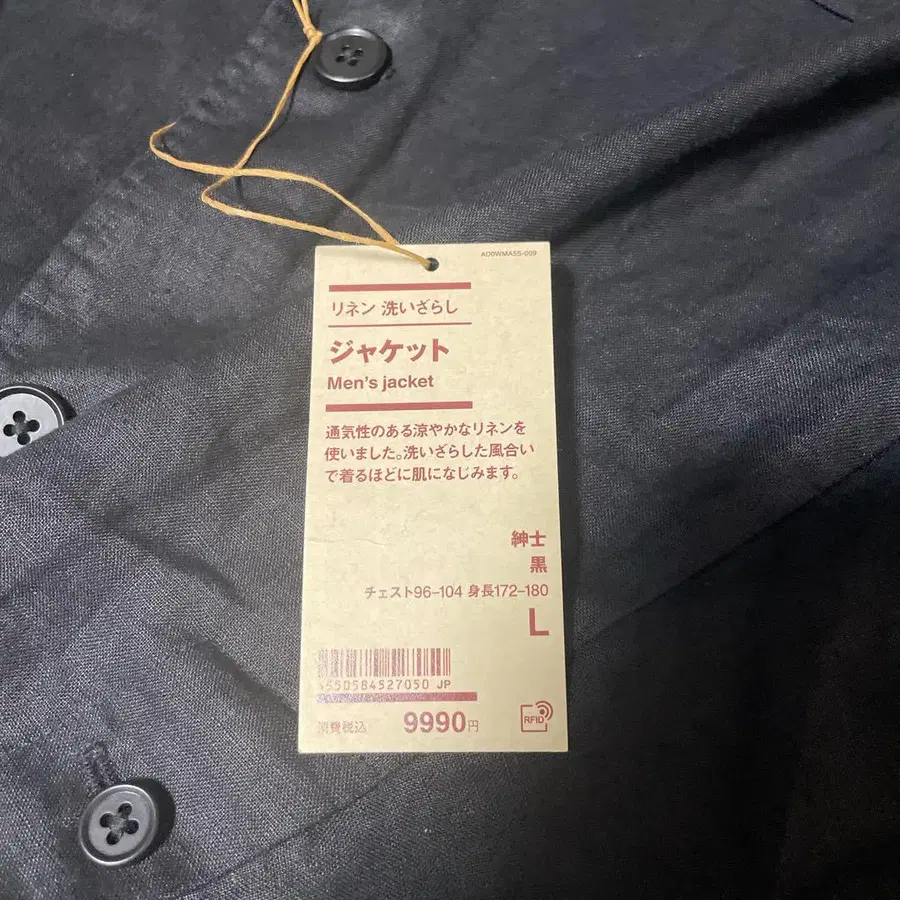 AD0WMA5S-009
リネン 洗いざらし
ジャケット
Men's jacket
通気性のある涼やかなリネンを
使いました。洗いざらした風合い
で着るほどに肌になじみます。
紳士
黒
チェスト96-104 身長172-180
L
4550584527050 JP
消費税込 9990円
RFID